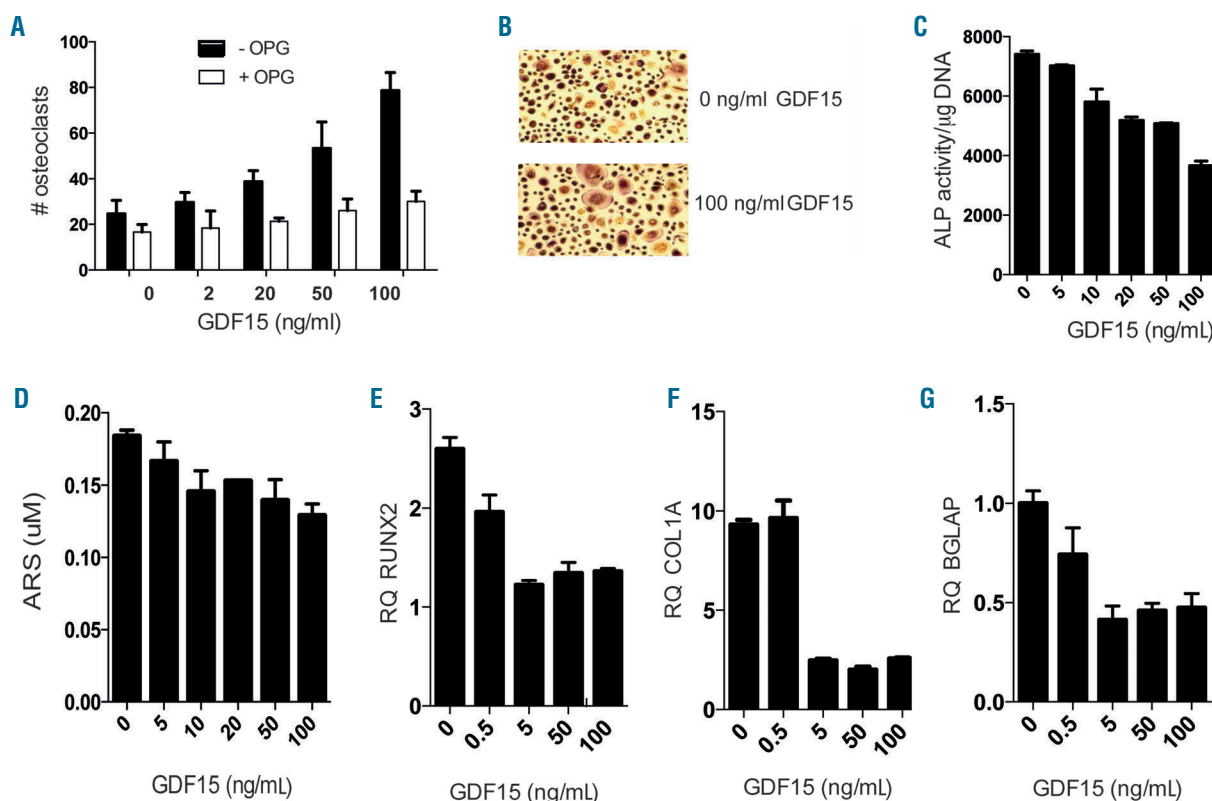 A
100
80
60
40
20
0
# osteoclasts
- OPG
+ OPG
0 2 20 50 100
GDF15 (ng/ml)
B
0 ng/ml GDF15
100 ng/ml GDF15
C
8000
6000
4000
2000
0
ALP activity/µg DNA
0 5 10 20 50 100
GDF15 (ng/mL)
D
0.20
0.15
0.10
0.05
0.00
ARS (uM)
0 5 10 20 50 100
GDF15 (ng/mL)
E
3
2
1
0
RQ RUNX2
0 0.5 5 50 100
GDF15 (ng/mL)
F
15
10
5
0
RQ COL1A
0 0.5 5 50 100
GDF15 (ng/mL)
G
1.5
1.0
0.5
0.0
RQ BGLAP
0 0.5 5 50 100
GDF15 (ng/mL)